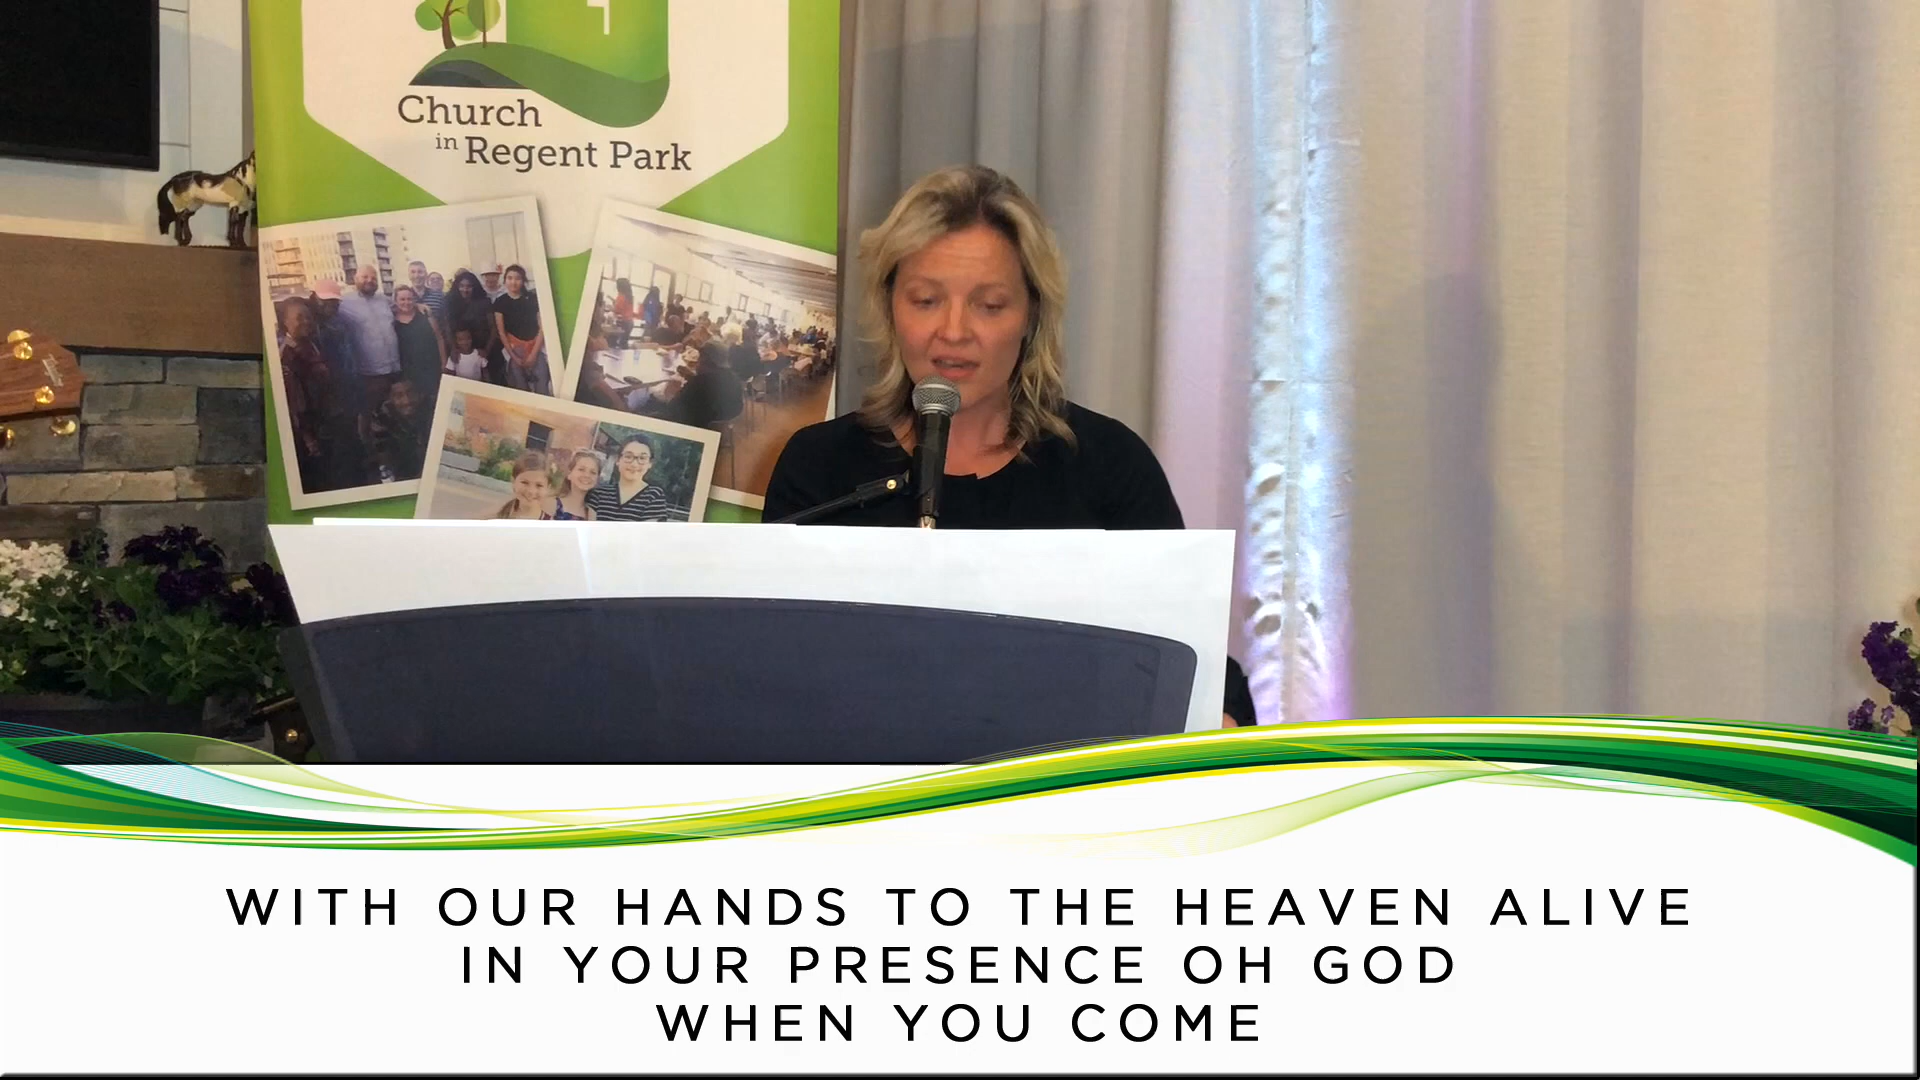 Church
in Regent Park
WITH OUR HANDS TO THE HEAVEN ALIVE
IN YOUR PRESENCE OH GOD
WHEN YOU COME